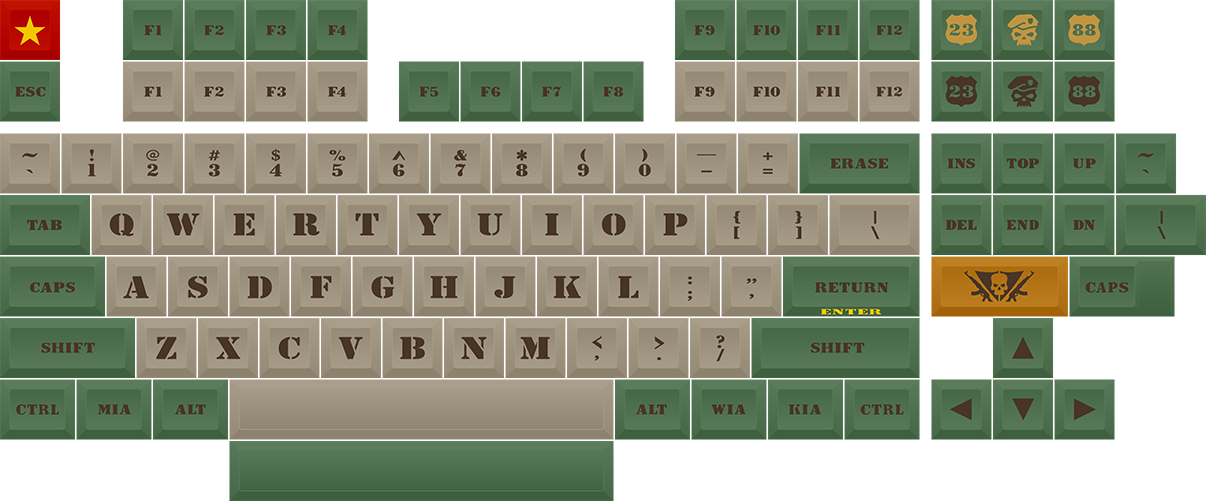 F1 F2 F3 F4 F9 F10 F11 F12 23 88
ESC F1 F2 F3 F4 F5 F6 F7 F8 F9 F10 F11 F12 23 88
~ ! @ # $ % ^ & * ( ) — + ~
` 1 2 3 4 5 6 7 8 9 0 – = ERASE INS TOP UP `
TAB Q W E R T Y U I O P { } | DEL END DN |
[ ] \ \
CAPS A S D F G H J K L : ” RETURN CAPS
; ’
ENTER
SHIFT Z X C V B N M < > ? SHIFT ▲
, . /
CTRL MIA ALT ALT WIA KIA CTRL ◀ ▼ ▶